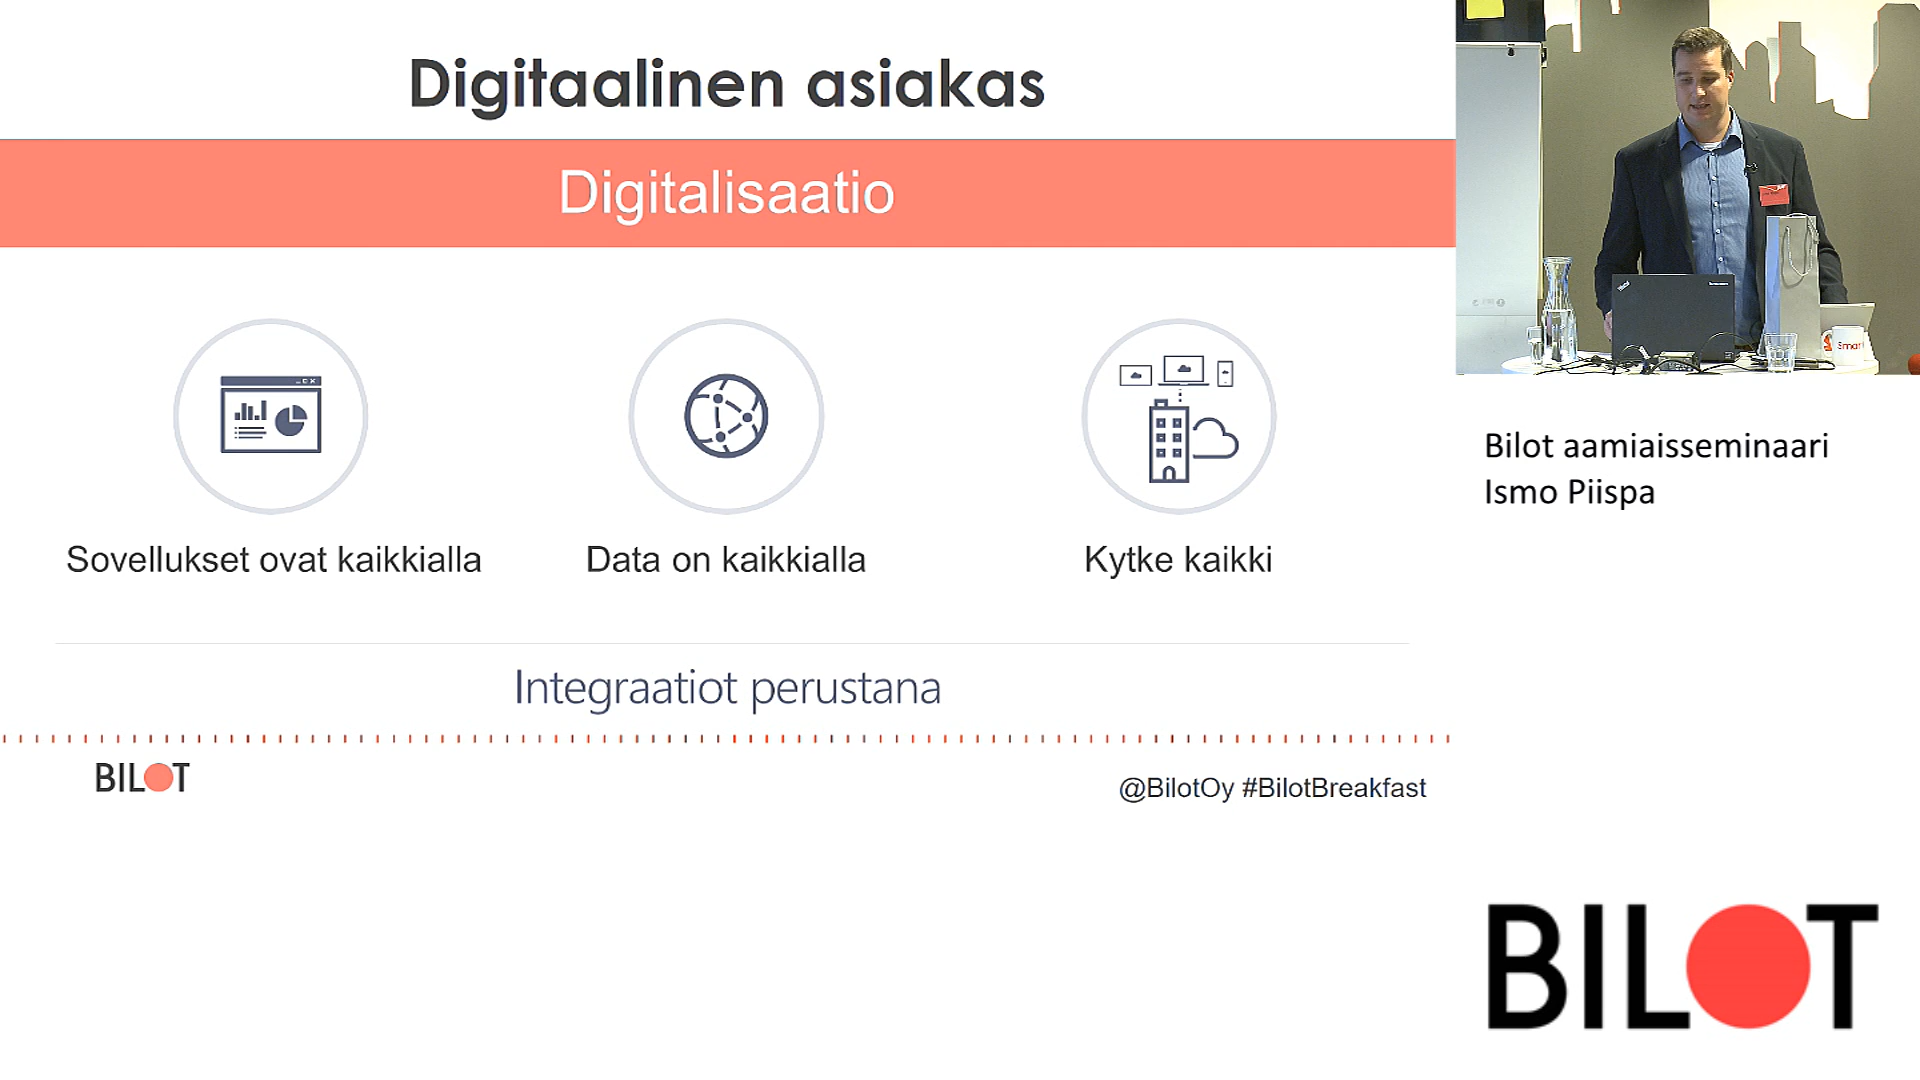 Digitaalinen asiakas
Digitalisaatio
Sovellukset ovat kaikkialla
Data on kaikkialla
Kytke kaikki
Integraatiot perustana
BILOT
@BilotOy #BilotBreakfast
Bilot aamiaisseminaari
Ismo Piispa
BILOT